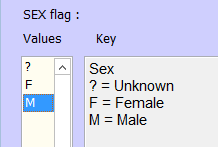 SEX flag :
Values Key
?
F
M
Sex
? = Unknown
F = Female
M = Male